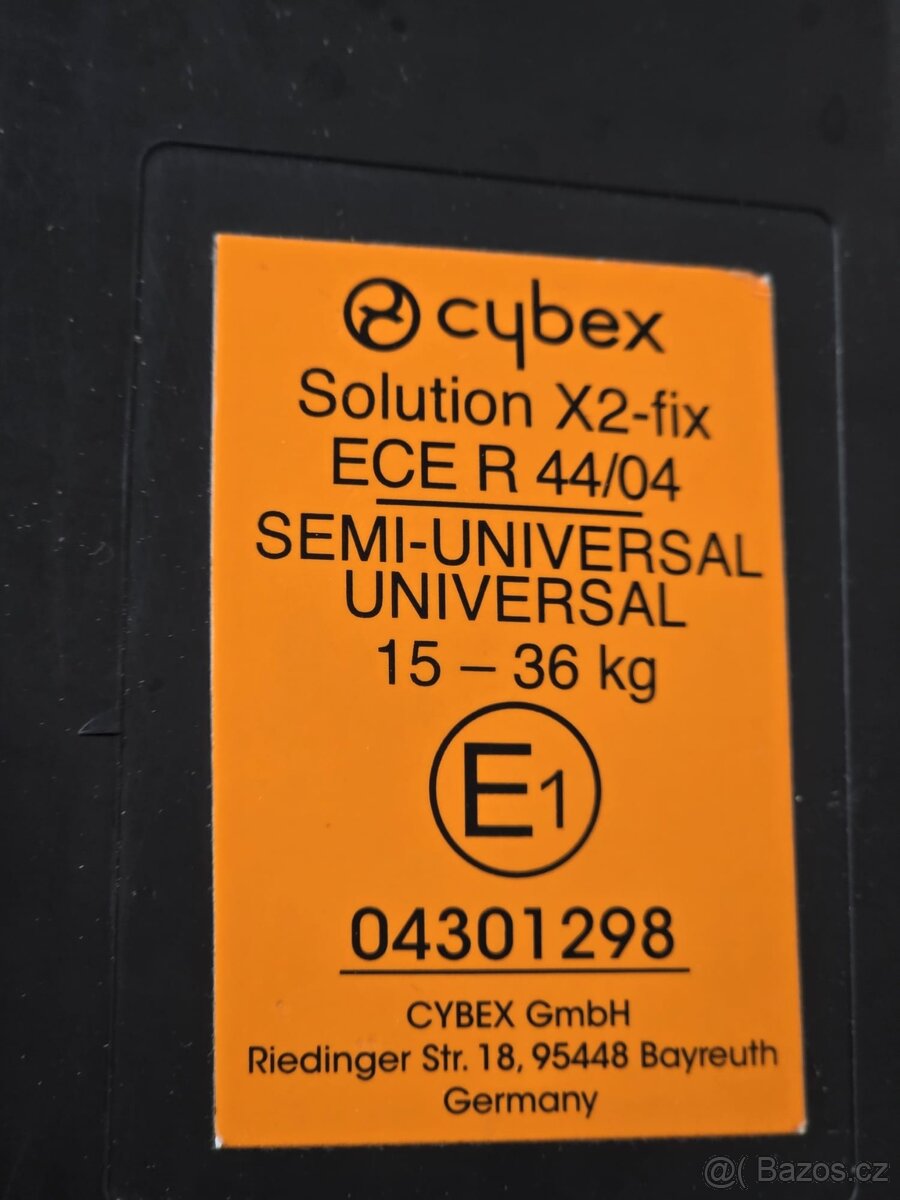 cybex
Solution X2-fix
ECE R 44/04
SEMI-UNIVERSAL
UNIVERSAL
15 – 36 kg
E1
04301298
CYBEX GmbH
Riedinger Str. 18, 95448 Bayreuth
Germany
@( Bazos.cz